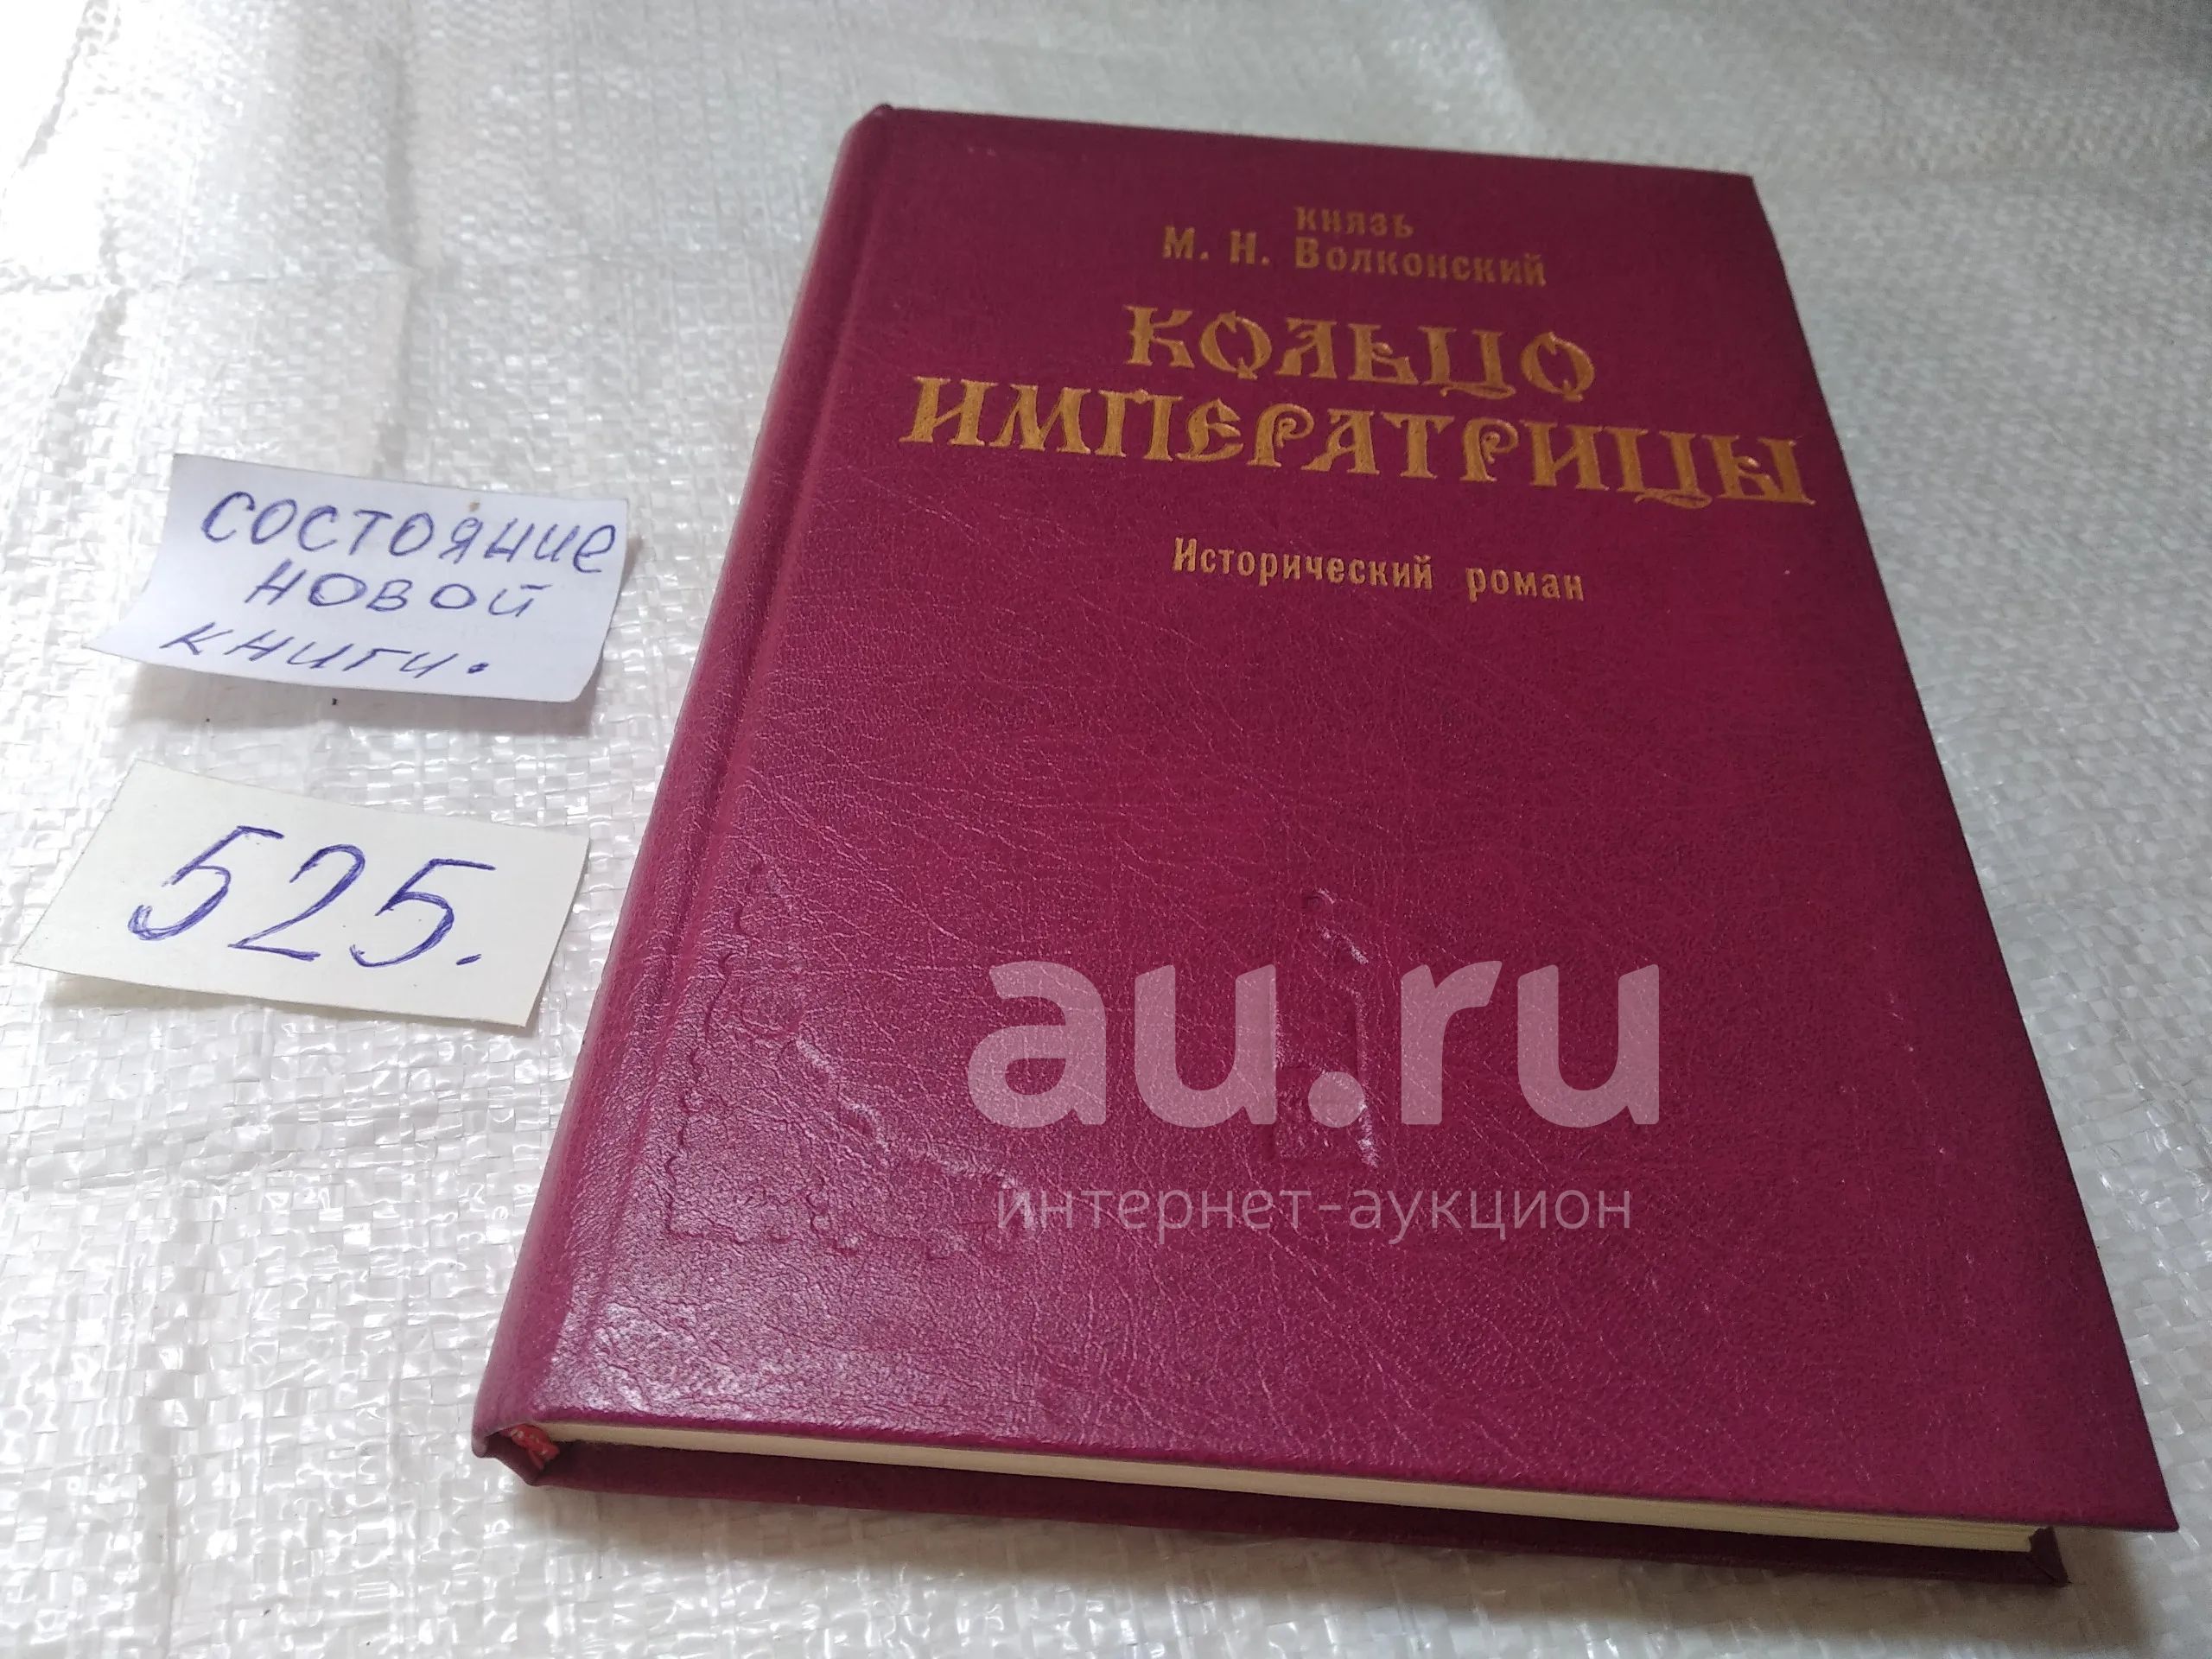 князь
М. Н. Волконский
КОЛЬЦО
ИМПЕРАТРИЦЫ
Исторический роман
состояние
новой
книги.
525.
au.ru
интернет-аукцион